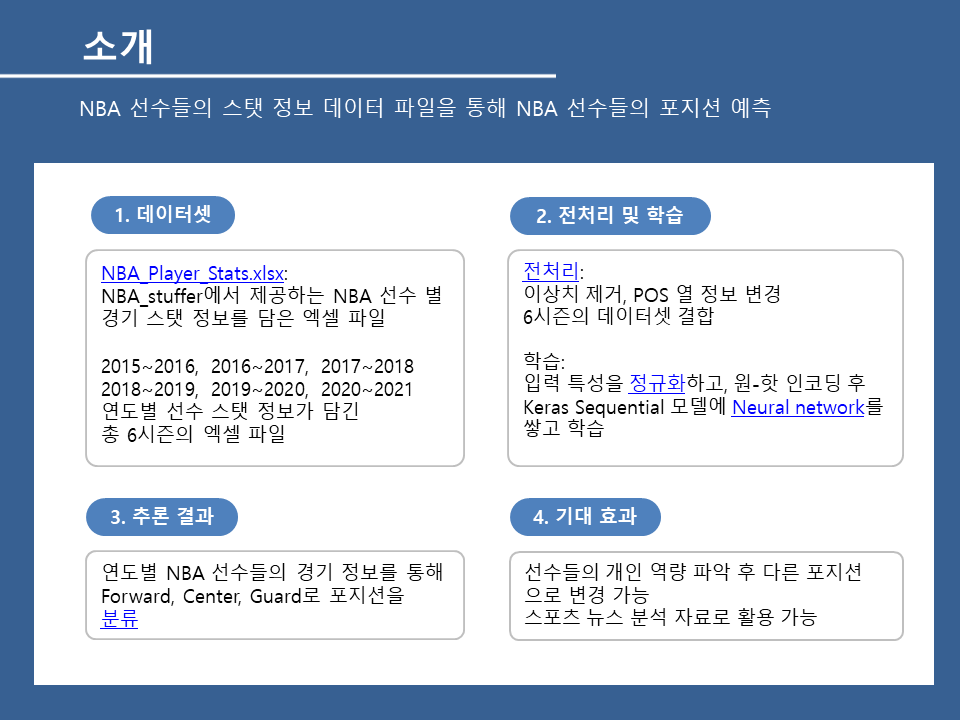 소개
NBA 선수들의 스탯 정보 데이터 파일을 통해 NBA 선수들의 포지션 예측
1. 데이터셋
NBA_Player_Stats.xlsx:
NBA_stuffer에서 제공하는 NBA 선수 별
경기 스탯 정보를 담은 엑셀 파일
2015~2016, 2016~2017, 2017~2018
2018~2019, 2019~2020, 2020~2021
연도별 선수 스탯 정보가 담긴
총 6시즌의 엑셀 파일
2. 전처리 및 학습
전처리:
이상치 제거, POS 열 정보 변경
6시즌의 데이터셋 결합
학습:
입력 특성을 정규화하고, 원-핫 인코딩 후
Keras Sequential 모델에 Neural network를
쌓고 학습
3. 추론 결과
연도별 NBA 선수들의 경기 정보를 통해
Forward, Center, Guard로 포지션을
분류
4. 기대 효과
선수들의 개인 역량 파악 후 다른 포지션
으로 변경 가능
스포츠 뉴스 분석 자료로 활용 가능